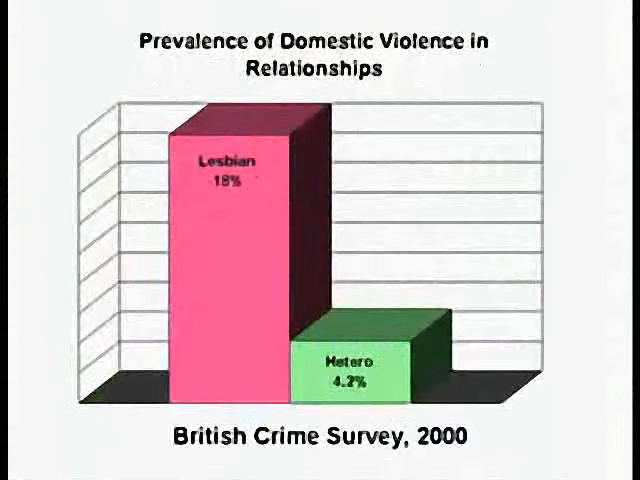 Prevalence of Domestic Violence in
Relationships
Lesbian
18%
Hetero
4.2%
British Crime Survey, 2000